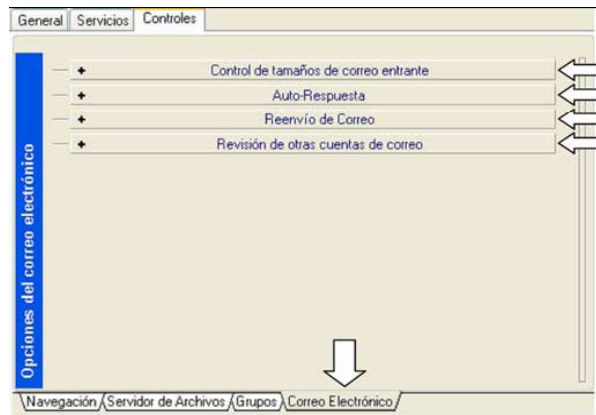 General Servicios Controles
Control de tamaños de correo entrante
Auto-Respuesta
Reenvío de Correo
Revisión de otras cuentas de correo
Opciones del correo electrónico
Navegación Servidor de Archivos Grupos Correo Electrónico